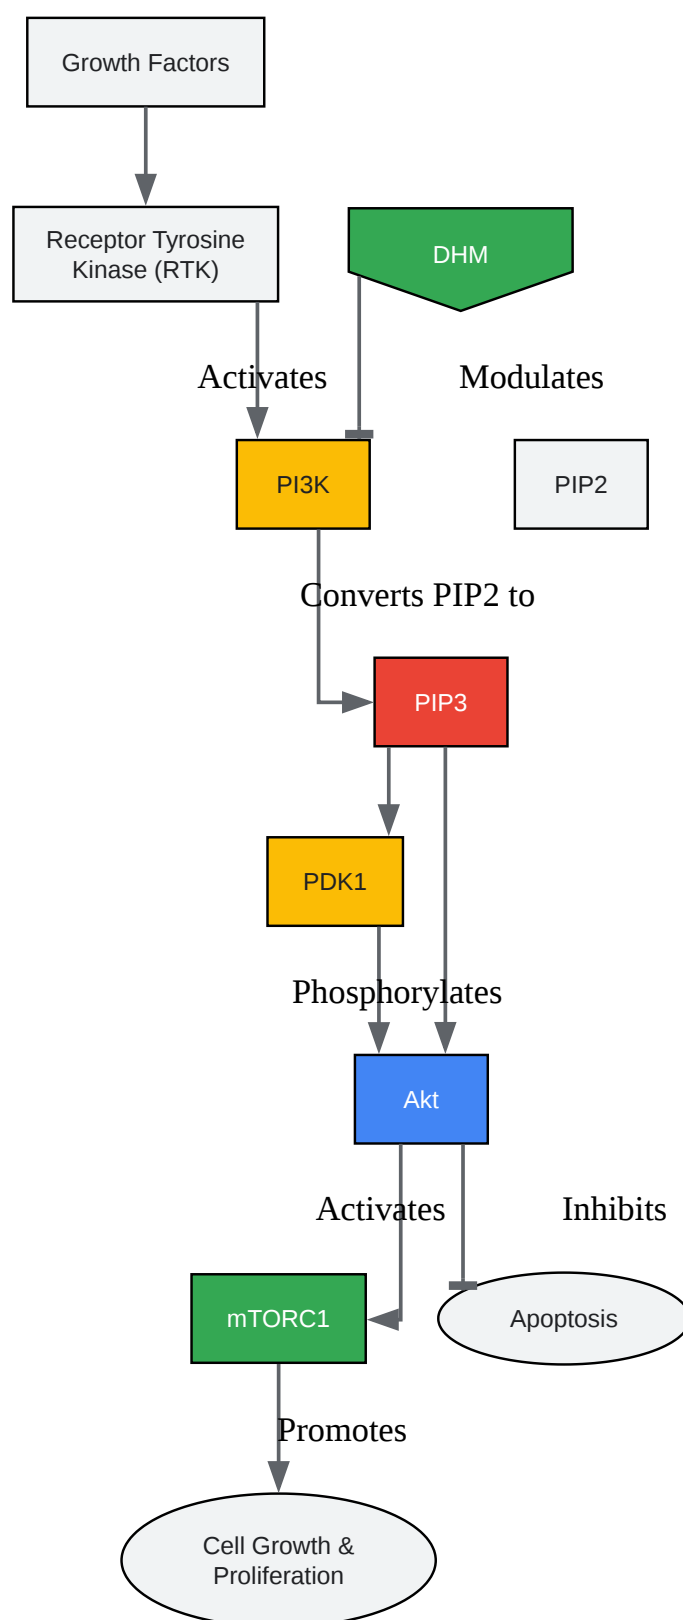 Growth Factors
Receptor Tyrosine
Kinase (RTK)
DHM
Activates
Modulates
PI3K
PIP2
Converts PIP2 to
PIP3
PDK1
Phosphorylates
Akt
Activates
Inhibits
mTORC1
Apoptosis
Promotes
Cell Growth &
Proliferation